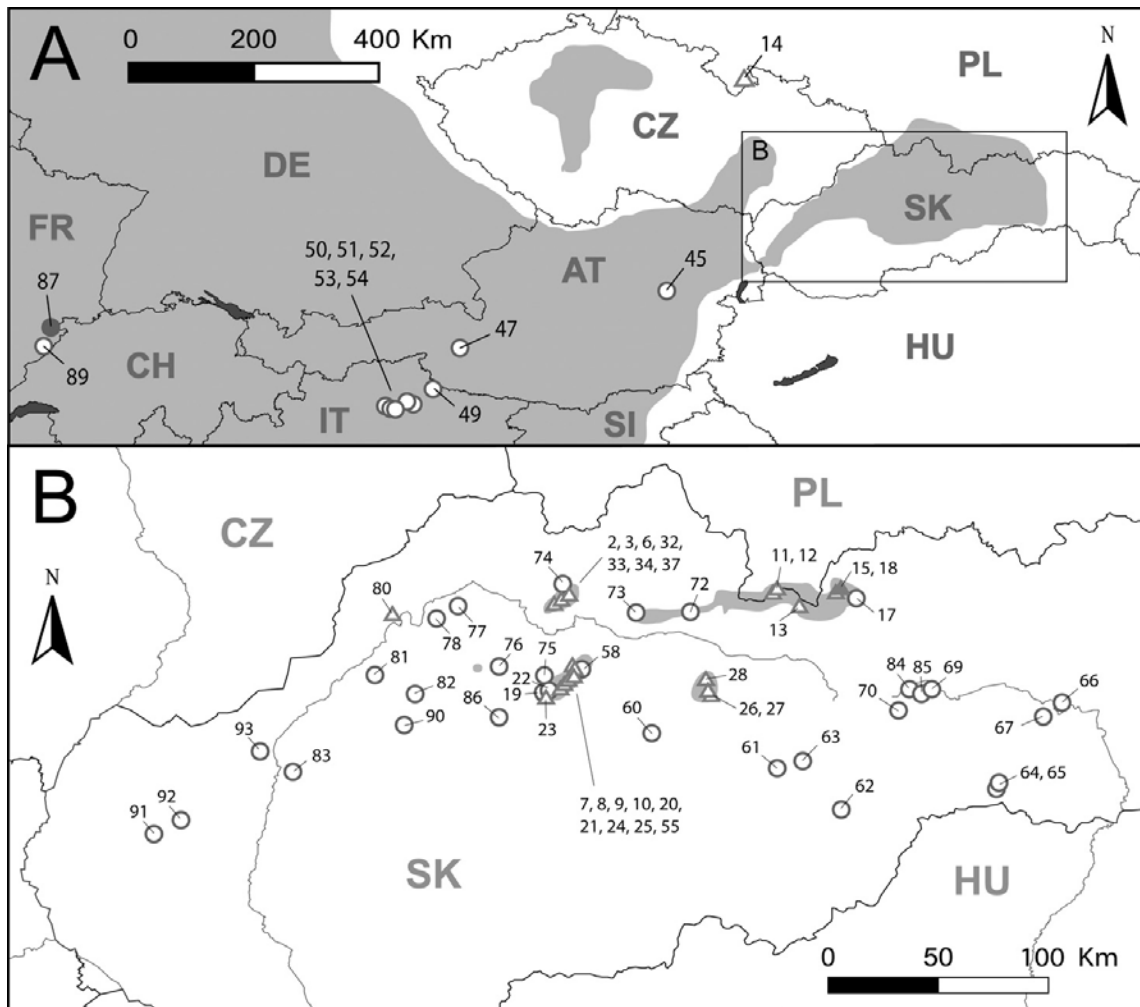 A
0 200 400 Km
14
PL
N
CZ
B
DE
SK
FR
50, 51, 52,
53, 54
AT
45
87
47
HU
89
CH
IT
49
SI
B
PL
CZ
N
2, 3, 6, 32,
33, 34, 37
11, 12
15, 18
74
80
73
72
13
17
77
78
76
75
58
81
22
28
84
85
69
82
19
66
86
23
26, 27
70
90
60
67
93
61
63
83
64, 65
7, 8, 9, 10, 20,
21, 24, 25, 55
62
92
91
SK
HU
0 50 100 Km